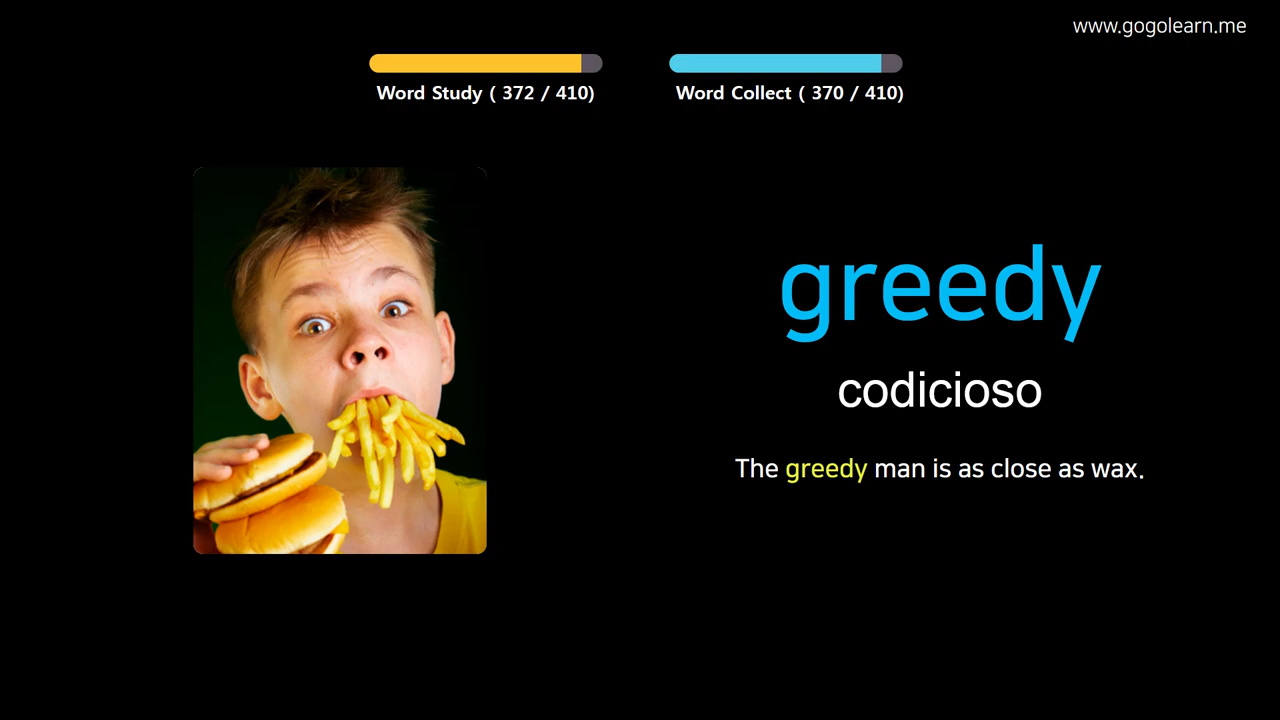 www.gogolearn.me
Word Study ( 372 / 410)
Word Collect ( 370 / 410)
greedy
codicioso
The greedy man is as close as wax.